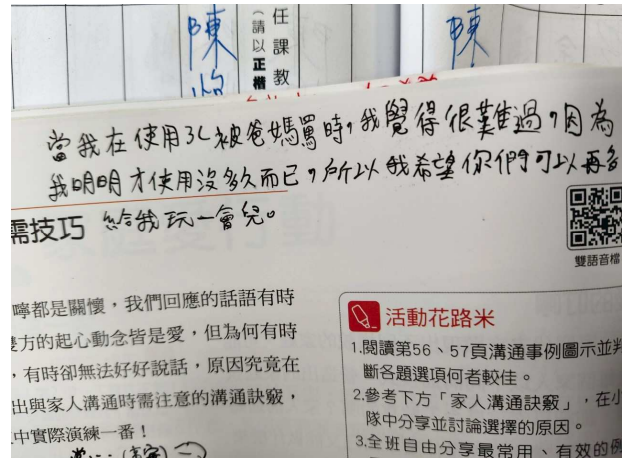 任課教
（請以正楷
陳
陳
當我在使用3C被爸媽罵時，我覺得很難過，因為
我明明才使用沒多久而已，所以我希望你們可以再多
給我玩一會兒。
需技巧
雙語音檔
嚀都是關懷，我們回應的話語有時
雙方的起心動念皆是愛，但為何有時
，有時卻無法好好說話，原因究竟在
出與家人溝通時需注意的溝通訣竅，
中實際演練一番！
活動花路米
1.閱讀第56、57頁溝通事例圖示並判
斷各題選項何者較佳。
2.參考下方「家人溝通訣竅」，在小
隊中分享並討論選擇的原因。
3.全班自由分享最常用、有效的例